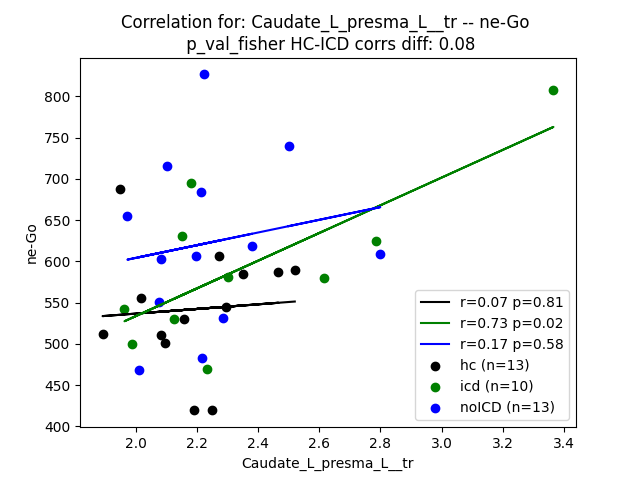 Correlation for: Caudate_L_presma_L__tr -- ne-Go
p_val_fisher HC-ICD corrs diff: 0.08
800
750
700
650
600
550
500
450
400
ne-Go
r=0.07 p=0.81
r=0.73 p=0.02
r=0.17 p=0.58
hc (n=13)
icd (n=10)
noICD (n=13)
2.0 2.2 2.4 2.6 2.8 3.0 3.2 3.4
Caudate_L_presma_L__tr